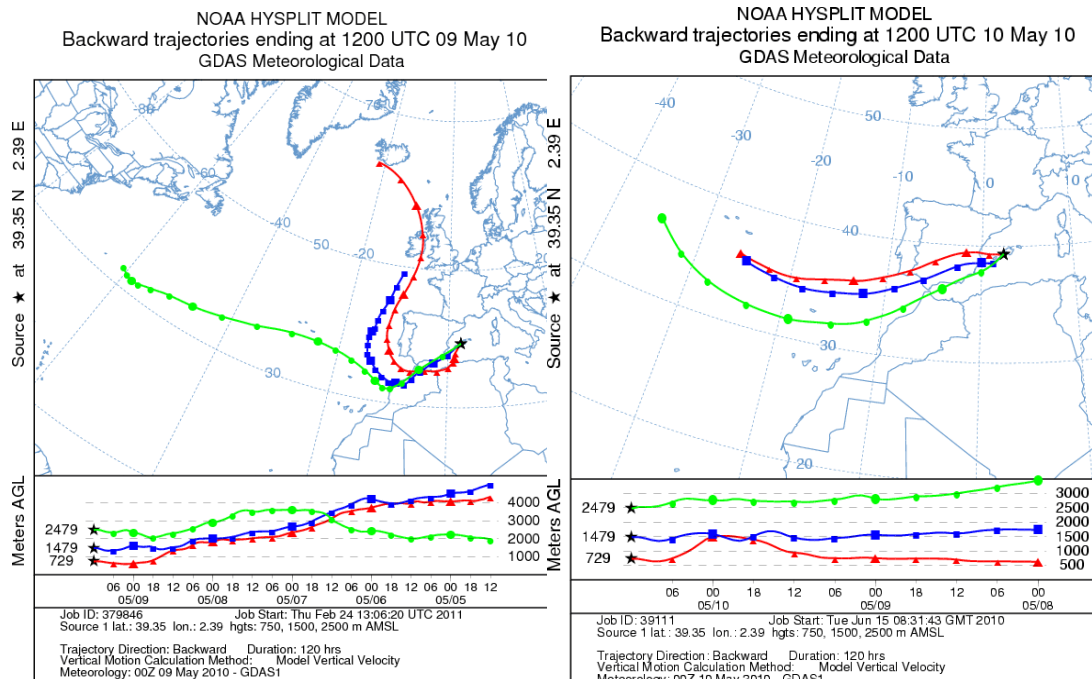 NOAA HYSPLIT MODEL
Backward trajectories ending at 1200 UTC 09 May 10
GDAS Meteorological Data
Source ★ at 39.35 N 2.39 E
-80
-70
60
40
50
20
30
Meters AGL
2479
1479
729
4000
3000
2000
1000
06 00 18 12 06 00 18 12 06 00 18 12 06 00 18 12
05/09 05/08 05/07 05/06 05/05
Job ID: 379846 Job Start: Thu Feb 24 13:06:20 UTC 2011
Source 1 lat.: 39.35 lon.: 2.39 hgts: 750, 1500, 2500 m AMSL
Trajectory Direction: Backward Duration: 120 hrs
Vertical Motion Calculation Method: Model Vertical Velocity
Meteorology: 00Z 09 May 2010 - GDAS1
NOAA HYSPLIT MODEL
Backward trajectories ending at 1200 UTC 10 May 10
GDAS Meteorological Data
Source ★ at 39.35 N 2.39 E
-40
-30
-20
-10
0
10
50
40
30
20
Meters AGL
2479
1479
729
3000
2500
2000
1500
1000
500
06 00 18 12 06 00 18 12 06 00
05/10 05/09 05/08
Job ID: 39111 Job Start: Tue Jun 15 08:31:43 GMT 2010
Source 1 lat.: 39.35 lon.: 2.39 hgts: 750, 1500, 2500 m AMSL
Trajectory Direction: Backward Duration: 120 hrs
Vertical Motion Calculation Method: Model Vertical Velocity
Meteorology: 00Z 10 May 2010 - GDAS1